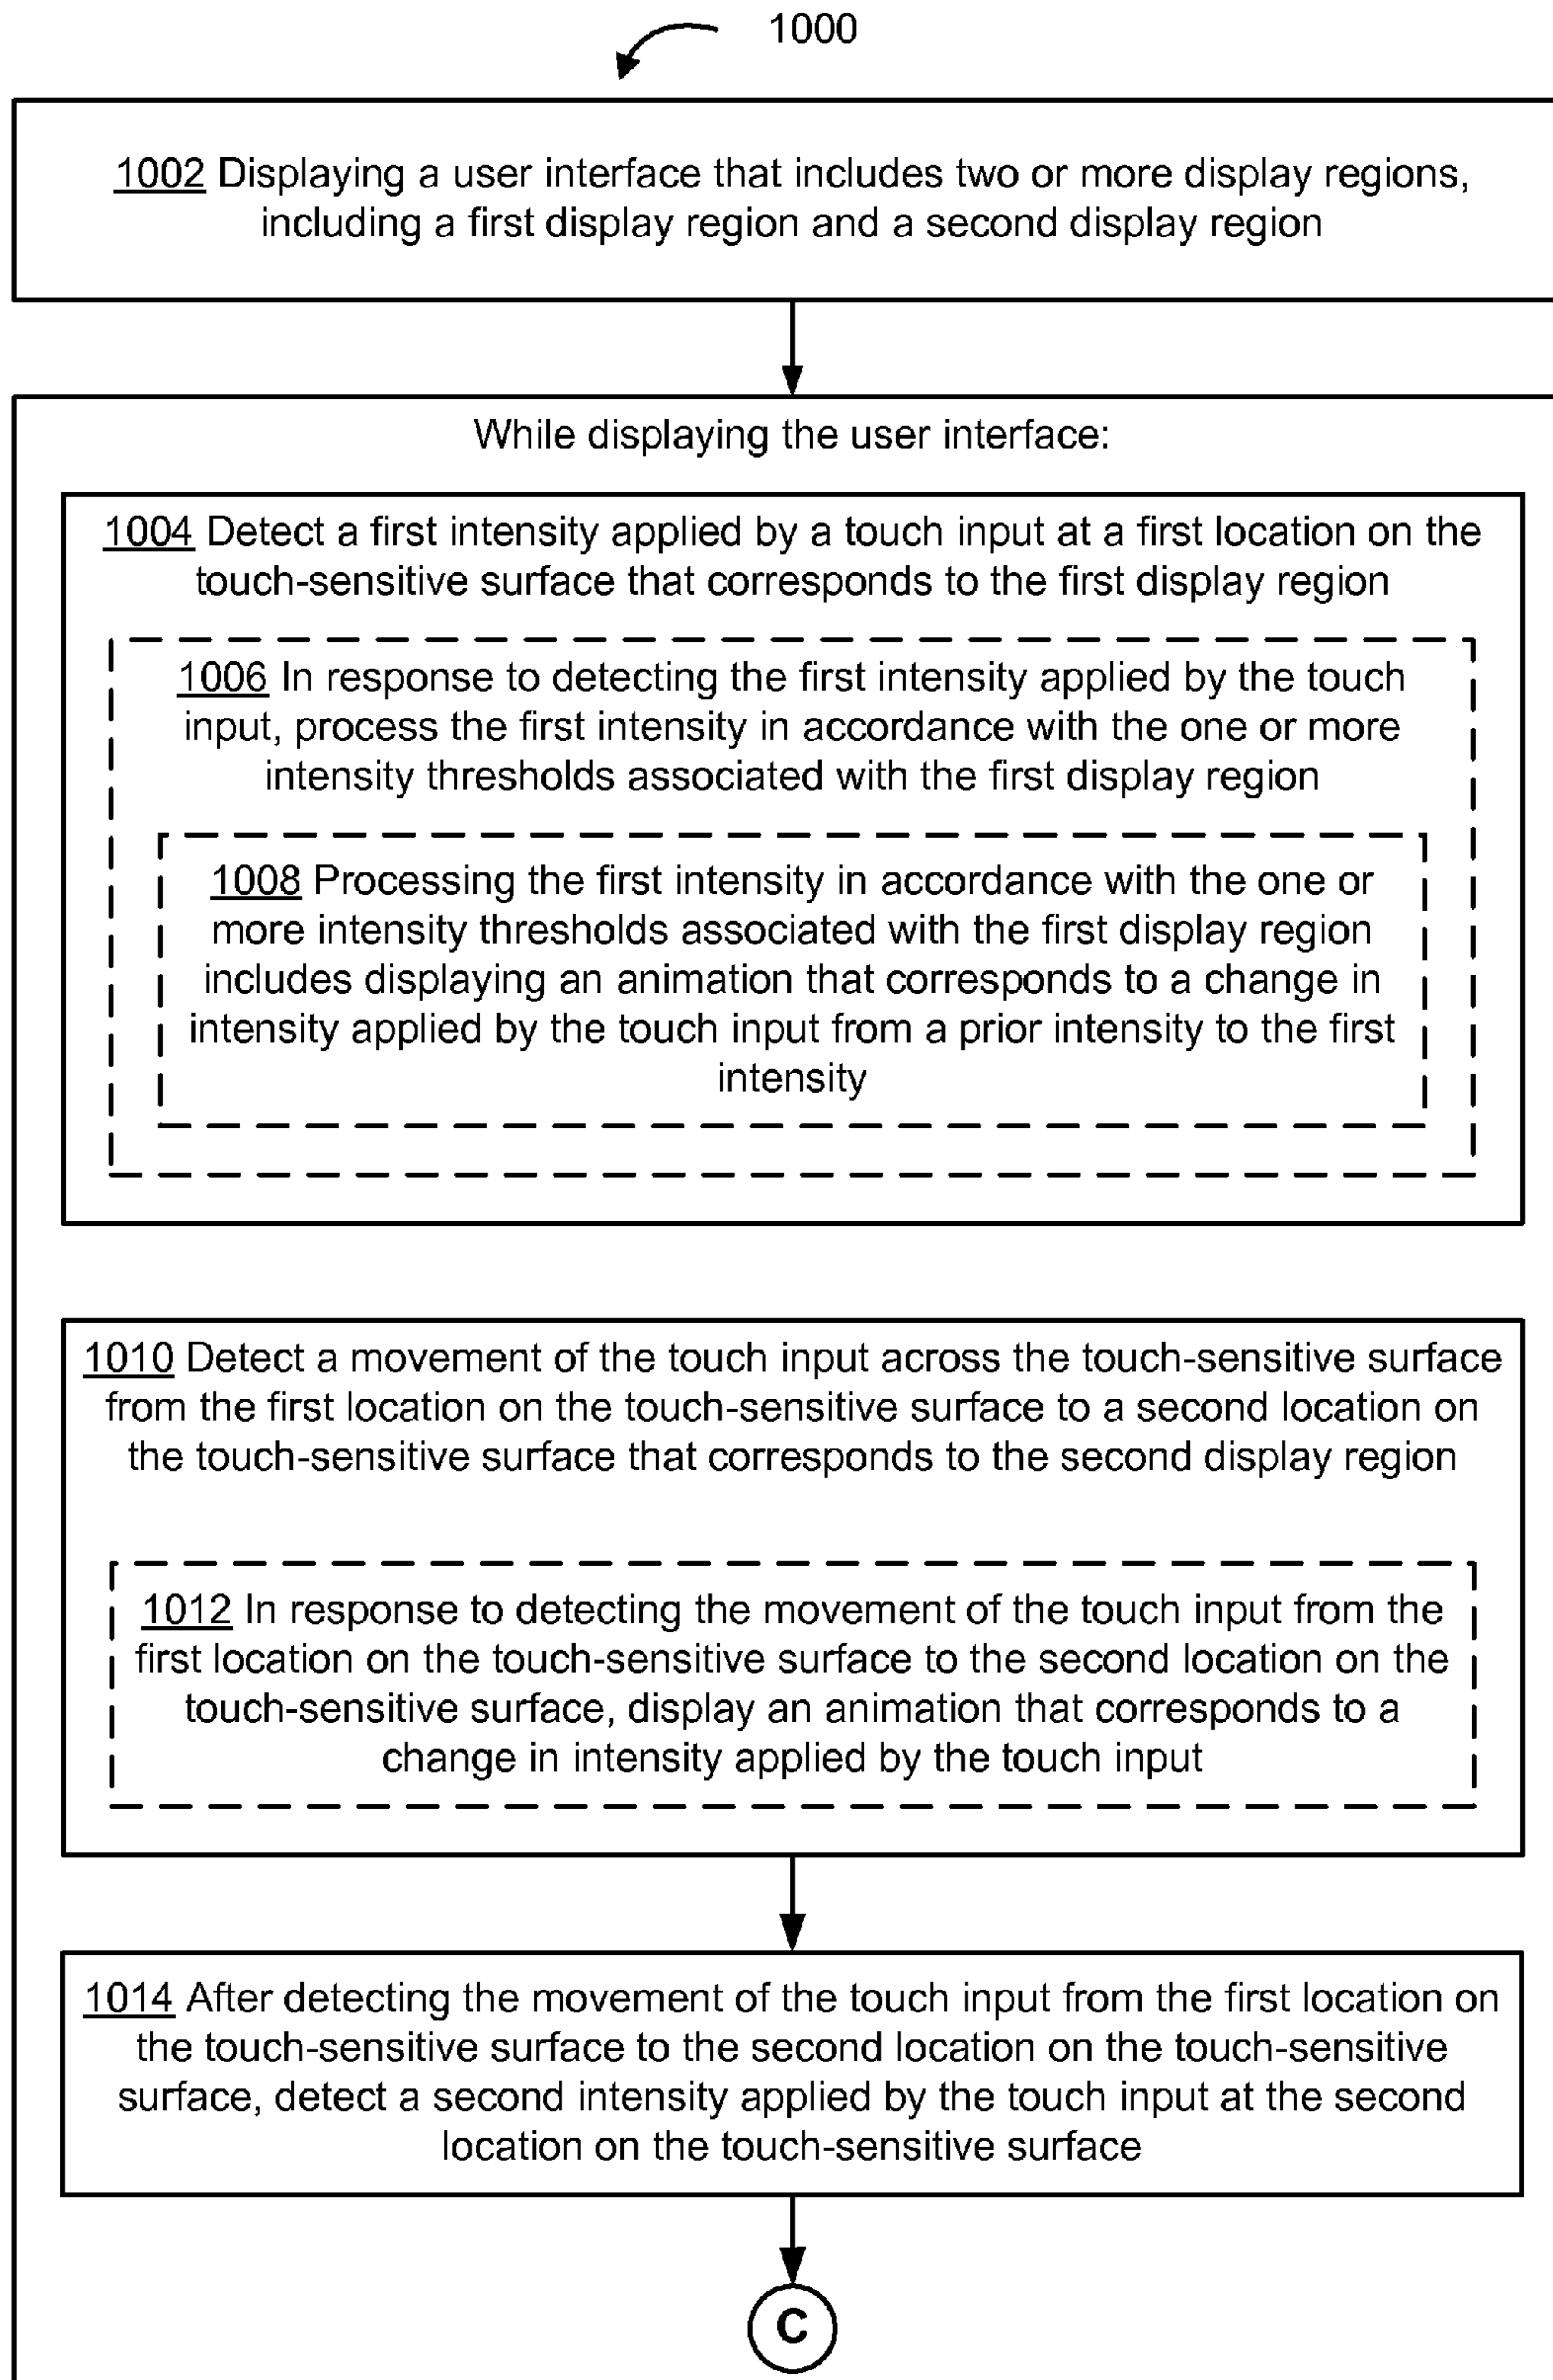 1000
1002 Displaying a user interface that includes two or more display regions,
including a first display region and a second display region
While displaying the user interface:
1004 Detect a first intensity applied by a touch input at a first location on the
touch-sensitive surface that corresponds to the first display region
1006 In response to detecting the first intensity applied by the touch
input, process the first intensity in accordance with the one or more
intensity thresholds associated with the first display region
1008 Processing the first intensity in accordance with the one or
more intensity thresholds associated with the first display region
includes displaying an animation that corresponds to a change in
intensity applied by the touch input from a prior intensity to the first
intensity
1010 Detect a movement of the touch input across the touch-sensitive surface
from the first location on the touch-sensitive surface to a second location on
the touch-sensitive surface that corresponds to the second display region
1012 In response to detecting the movement of the touch input from the
first location on the touch-sensitive surface to the second location on the
touch-sensitive surface, display an animation that corresponds to a
change in intensity applied by the touch input
1014 After detecting the movement of the touch input from the first location on
the touch-sensitive surface to the second location on the touch-sensitive
surface, detect a second intensity applied by the touch input at the second
location on the touch-sensitive surface
C